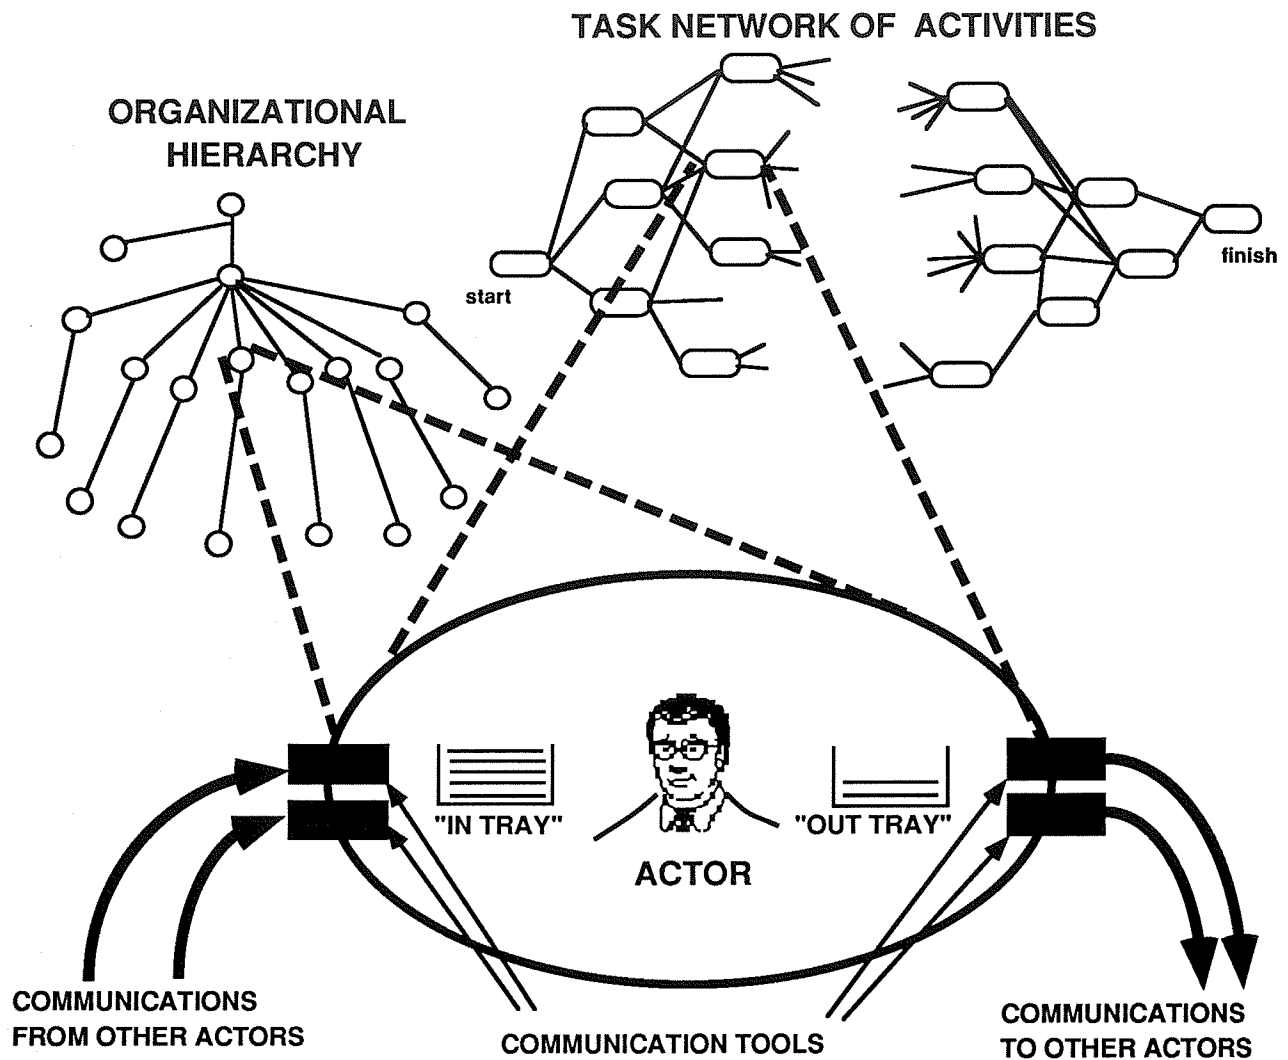 TASK NETWORK OF ACTIVITIES
ORGANIZATIONAL
HIERARCHY
start
finish
"IN TRAY"
"OUT TRAY"
ACTOR
COMMUNICATIONS
FROM OTHER ACTORS
COMMUNICATION TOOLS
COMMUNICATIONS
TO OTHER ACTORS